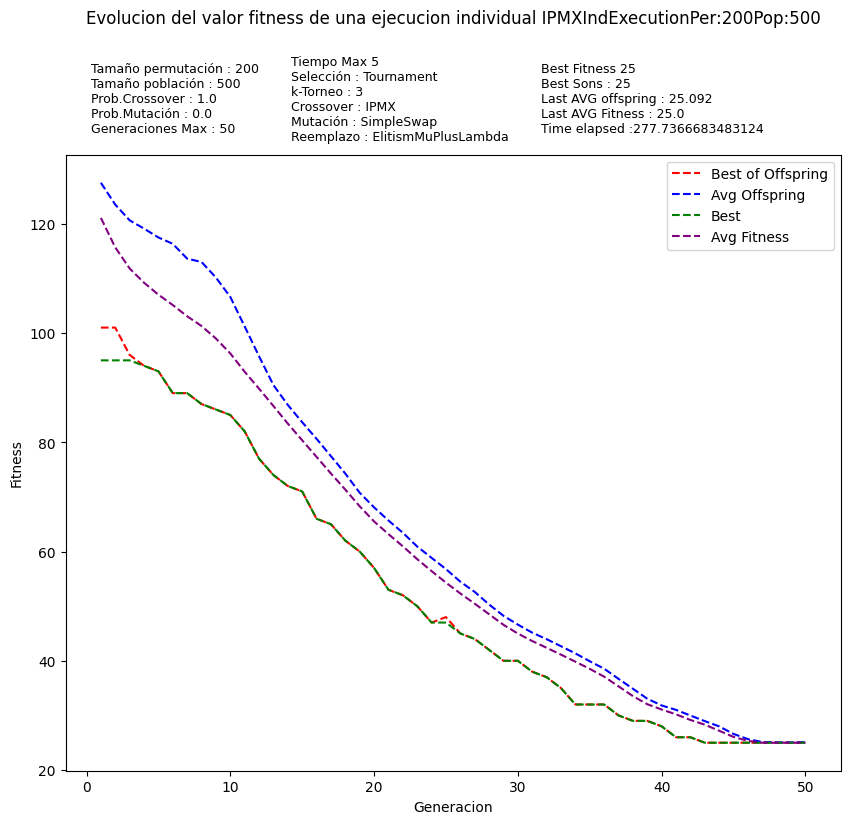 Evolucion del valor fitness de una ejecucion individual IPMXIndExecutionPer:200Pop:500
Tamaño permutación : 200
Tamaño población : 500
Prob.Crossover : 1.0
Prob.Mutación : 0.0
Generaciones Max : 50
Tiempo Max 5
Selección : Tournament
k-Torneo : 3
Crossover : IPMX
Mutación : SimpleSwap
Reemplazo : ElitismMuPlusLambda
Best Fitness 25
Best Sons : 25
Last AVG offspring : 25.092
Last AVG Fitness : 25.0
Time elapsed :277.7366683483124
Best of Offspring
Avg Offspring
Best
Avg Fitness
Fitness
120
100
80
60
40
20
0
10
20
30
40
50
Generacion